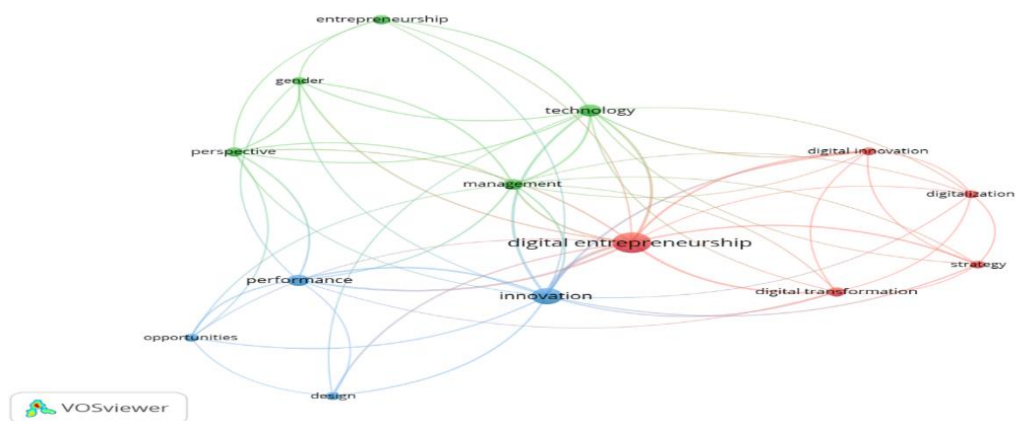 entrepreneurship
gender
technology
perspective
digital innovation
management
digitalization
digital entrepreneurship
strategy
performance
digital transformation
innovation
opportunities
design
VOSviewer